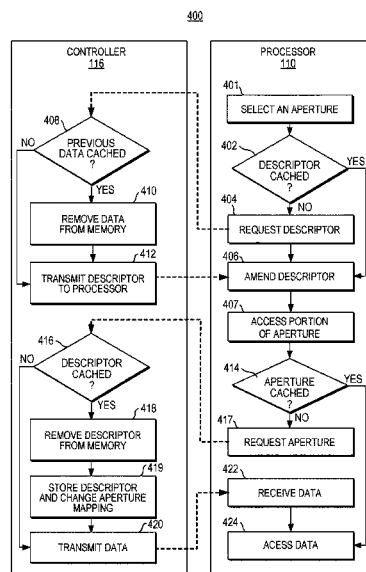 400
CONTROLLER
116
408
PREVIOUS
DATA CACHED
?
NO
YES
410
REMOVE DATA
FROM MEMORY
412
TRANSMIT DESCRIPTOR
TO PROCESSOR
416
DESCRIPTOR
CACHED
?
NO
YES
418
REMOVE DESCRIPTOR
FROM MEMORY
419
STORE DESCRIPTOR
AND CHANGE APERTURE
MAPPING
420
TRANSMIT DATA
PROCESSOR
110
401
SELECT AN APERTURE
402
DESCRIPTOR
CACHED
?
YES
NO
404
REQUEST DESCRIPTOR
406
AMEND DESCRIPTOR
407
ACCESS PORTION
OF APERTURE
414
APERTURE
CACHED
?
YES
NO
417
REQUEST APERTURE
422
RECEIVE DATA
424
ACESS DATA